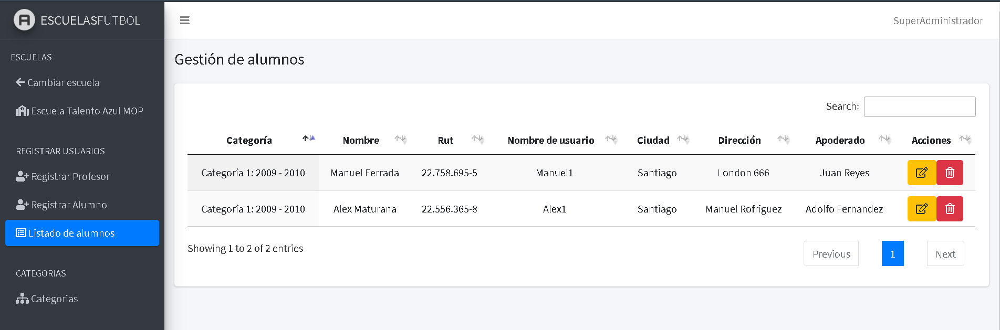 ESCUELASFUTBOL
SuperAdministrador
ESCUELAS
Cambiar escuela
Escuela Talento Azul MOP
REGISTRAR USUARIOS
Registrar Profesor
Registrar Alumno
Listado de alumnos
CATEGORIAS
Categorias
Gestión de alumnos
Search:
Categoría Nombre Rut Nombre de usuario Ciudad Dirección Apoderado Acciones
Categoría 1: 2009 - 2010 Manuel Ferrada 22.758.695-5 Manuel1 Santiago London 666 Juan Reyes
Categoría 1: 2009 - 2010 Alex Maturana 22.556.365-8 Alex1 Santiago Manuel Rofriguez Adolfo Fernandez
Showing 1 to 2 of 2 entries
Previous 1 Next